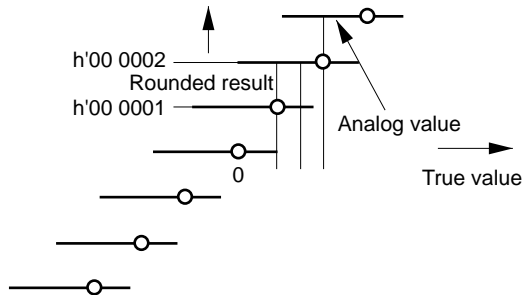 h'00 0002
Rounded result
h'00 0001
Analog value
0
True value